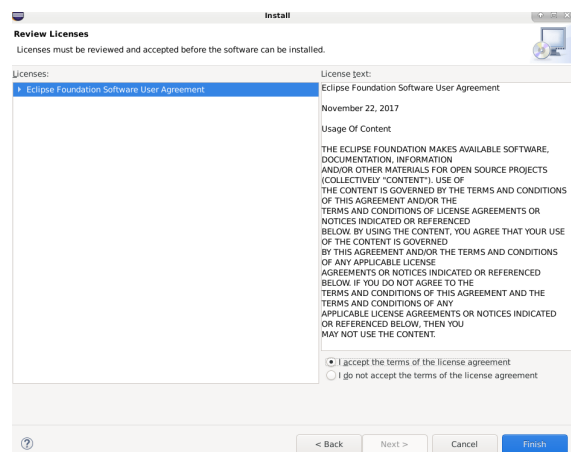 Install
Review Licenses
Licenses must be reviewed and accepted before the software can be installed.
Licenses:
Eclipse Foundation Software User Agreement
License text:
Eclipse Foundation Software User Agreement
November 22, 2017
Usage Of Content
THE ECLIPSE FOUNDATION MAKES AVAILABLE SOFTWARE,
DOCUMENTATION, INFORMATION
AND/OR OTHER MATERIALS FOR OPEN SOURCE PROJECTS
(COLLECTIVELY "CONTENT"). USE OF
THE CONTENT IS GOVERNED BY THE TERMS AND CONDITIONS
OF THIS AGREEMENT AND/OR THE
TERMS AND CONDITIONS OF LICENSE AGREEMENTS OR
NOTICES INDICATED OR REFERENCED
BELOW. BY USING THE CONTENT, YOU AGREE THAT YOUR USE
OF THE CONTENT IS GOVERNED
BY THIS AGREEMENT AND/OR THE TERMS AND CONDITIONS
OF ANY APPLICABLE LICENSE
AGREEMENTS OR NOTICES INDICATED OR REFERENCED
BELOW. IF YOU DO NOT AGREE TO THE
TERMS AND CONDITIONS OF THIS AGREEMENT AND THE
TERMS AND CONDITIONS OF ANY
APPLICABLE LICENSE AGREEMENTS OR NOTICES INDICATED
OR REFERENCED BELOW, THEN YOU
MAY NOT USE THE CONTENT.
I accept the terms of the license agreement
I do not accept the terms of the license agreement
< Back Next > Cancel Finish